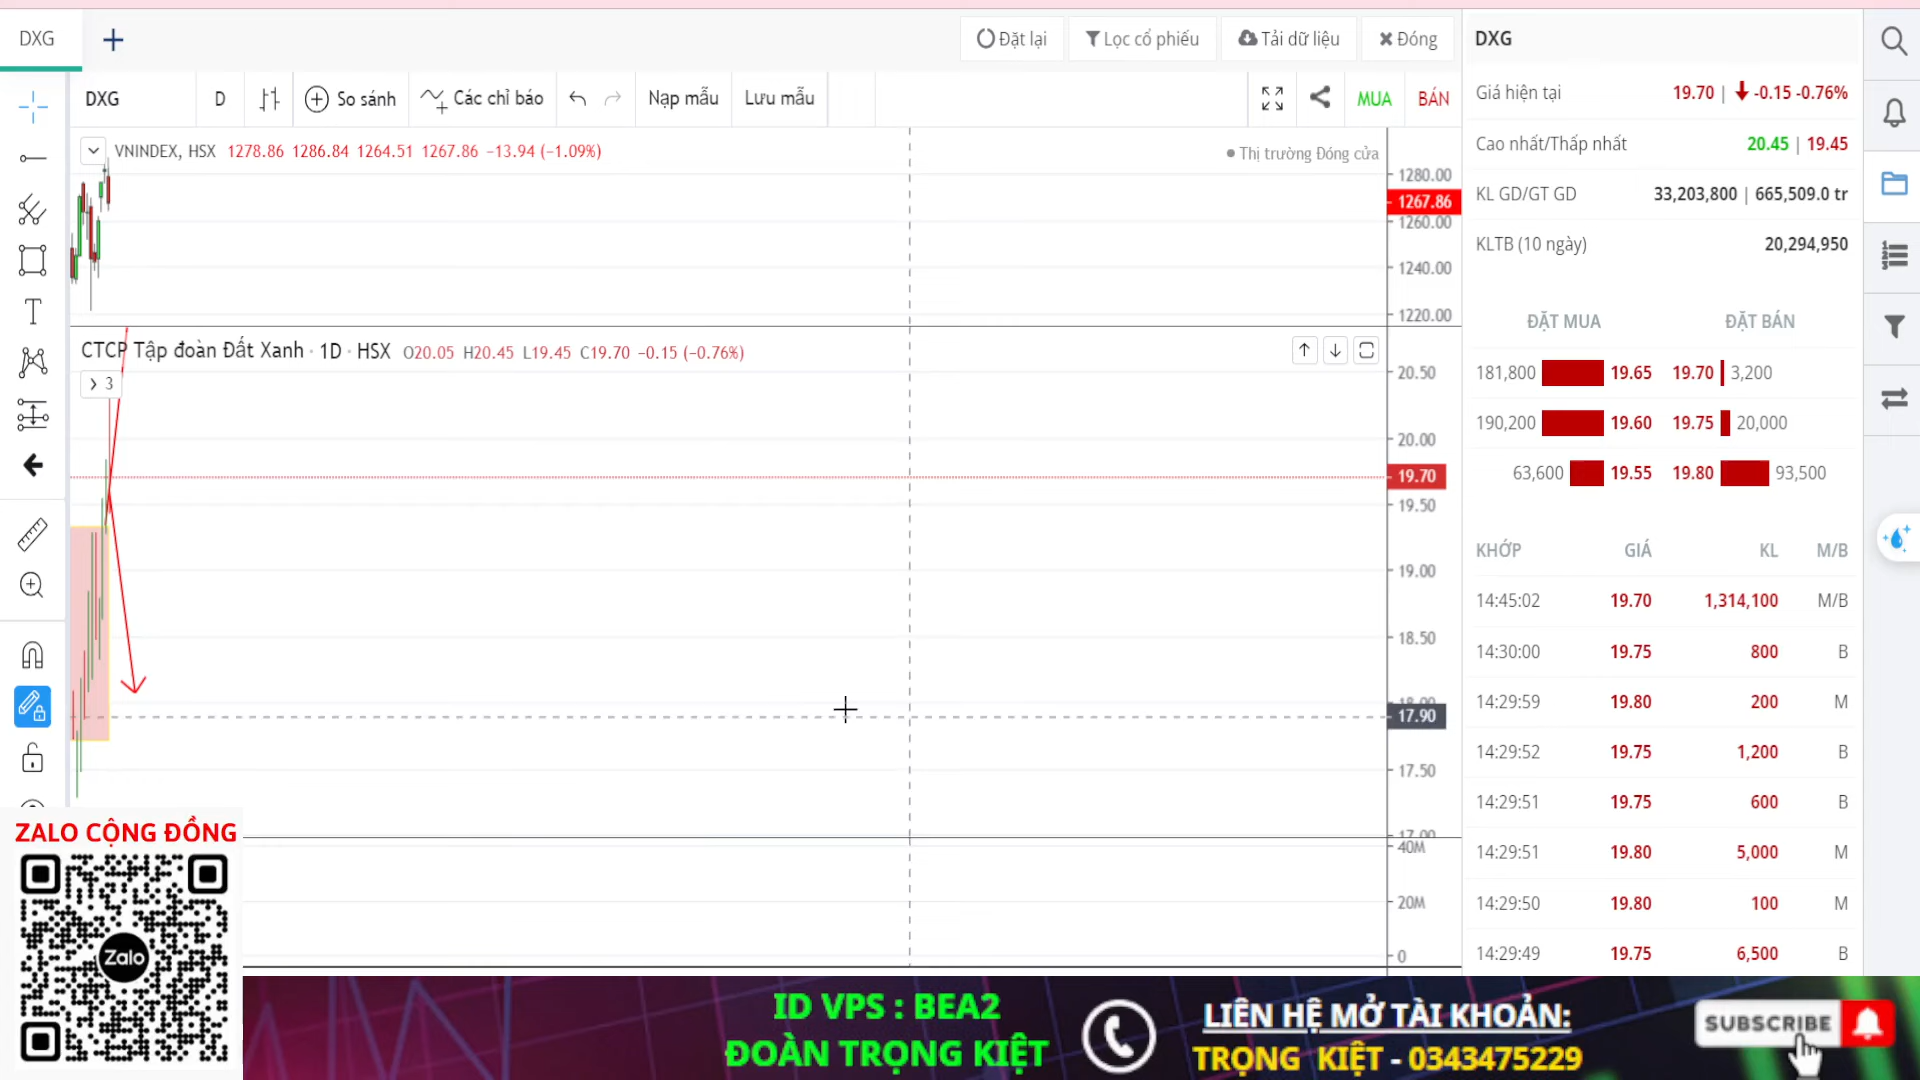 DXG
Đặt lại
Lọc cổ phiếu
Tải dữ liệu
Đóng
DXG
D
So sánh
Các chỉ báo
Nạp mẫu
Lưu mẫu
MUA
BÁN
VNINDEX, HSX 1278.86 1286.84 1264.51 1267.86 −13.94 (−1.09%)
Thị trường Đóng cửa
1280.00
1267.86
1260.00
1240.00
1220.00
CTCP Tập đoàn Đất Xanh · 1D · HSX O20.05 H20.45 L19.45 C19.70 −0.15 (−0.76%)
3
20.50
20.00
19.70
19.50
19.00
18.50
18.00
17.90
17.50
17.00
40M
20M
0
DXG
Giá hiện tại 19.70 | -0.15 -0.76%
Cao nhất/Thấp nhất 20.45 | 19.45
KL GD/GT GD 33,203,800 | 665,509.0 tr
KLTB (10 ngày) 20,294,950
ĐẶT MUA ĐẶT BÁN
181,800 19.65 19.70 3,200
190,200 19.60 19.75 20,000
63,600 19.55 19.80 93,500
KHỚP GIÁ KL M/B
14:45:02 19.70 1,314,100 M/B
14:30:00 19.75 800 B
14:29:59 19.80 200 M
14:29:52 19.75 1,200 B
14:29:51 19.75 600 B
14:29:51 19.80 5,000 M
14:29:50 19.80 100 M
14:29:49 19.75 6,500 B
ZALO CỘNG ĐỒNG
Zalo
ID VPS : BEA2
ĐOÀN TRỌNG KIỆT
LIÊN HỆ MỞ TÀI KHOẢN:
TRỌNG KIỆT - 0343475229
SUBSCRIBE